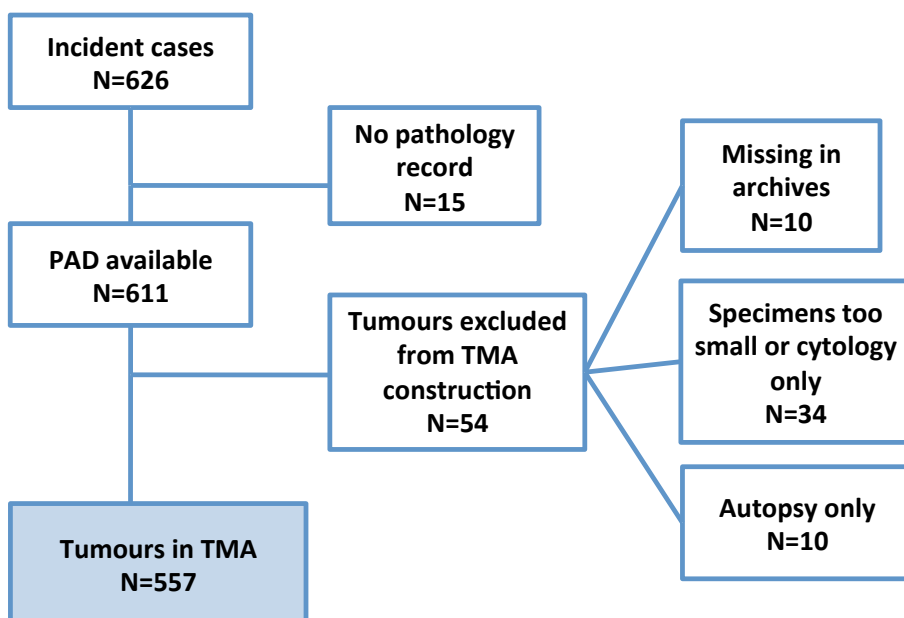 Incident cases
N=626
No pathology
record
N=15
PAD available
N=611
Tumours excluded
from TMA
construction
N=54
Missing in
archives
N=10
Specimens too
small or cytology
only
N=34
Autopsy only
N=10
Tumours in TMA
N=557